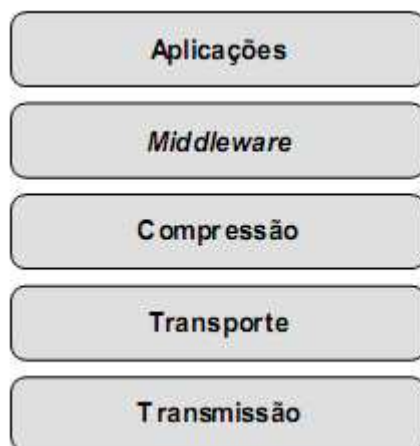 Aplicações
Middleware
Compressão
Transporte
Transmissão